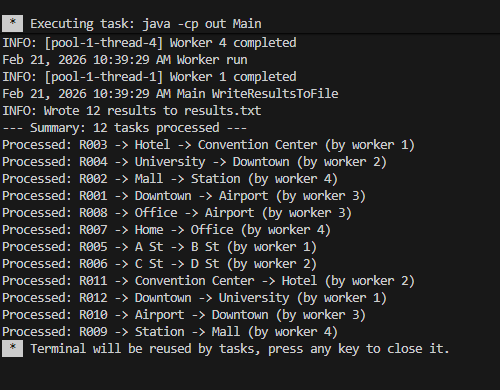 * Executing task: java -cp out Main
INFO: [pool-1-thread-4] Worker 4 completed
Feb 21, 2026 10:39:29 AM Worker run
INFO: [pool-1-thread-1] Worker 1 completed
Feb 21, 2026 10:39:29 AM Main WriteResultsToFile
INFO: Wrote 12 results to results.txt
--- Summary: 12 tasks processed ---
Processed: R003 -> Hotel -> Convention Center (by worker 1)
Processed: R004 -> University -> Downtown (by worker 2)
Processed: R002 -> Mall -> Station (by worker 4)
Processed: R001 -> Downtown -> Airport (by worker 3)
Processed: R008 -> Office -> Airport (by worker 3)
Processed: R007 -> Home -> Office (by worker 4)
Processed: R005 -> A St -> B St (by worker 1)
Processed: R006 -> C St -> D St (by worker 2)
Processed: R011 -> Convention Center -> Hotel (by worker 2)
Processed: R012 -> Downtown -> University (by worker 1)
Processed: R010 -> Airport -> Downtown (by worker 3)
Processed: R009 -> Station -> Mall (by worker 4)
* Terminal will be reused by tasks, press any key to close it.